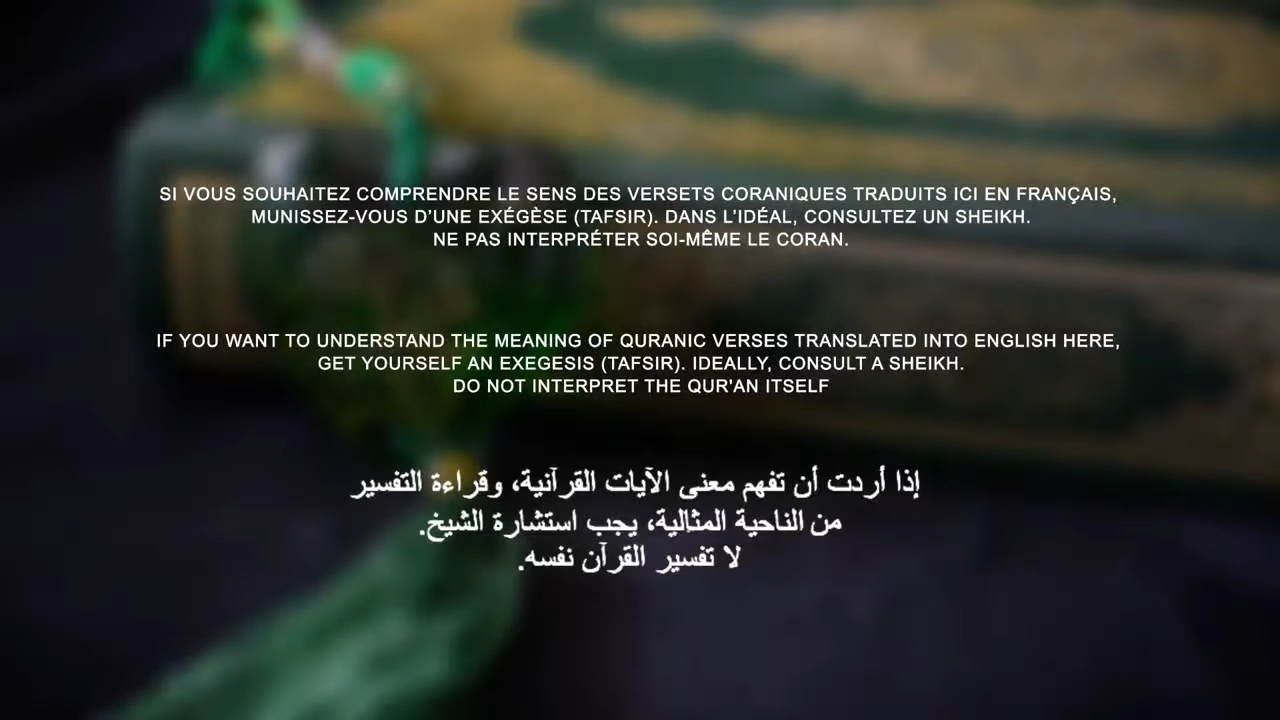 SI VOUS SOUHAITEZ COMPRENDRE LE SENS DES VERSETS CORANIQUES TRADUITS ICI EN FRANÇAIS,
MUNISSEZ-VOUS D’UNE EXÉGÈSE (TAFSIR). DANS L’IDÉAL, CONSULTEZ UN SHEIKH.
NE PAS INTERPRÉTER SOI-MÊME LE CORAN.
IF YOU WANT TO UNDERSTAND THE MEANING OF QURANIC VERSES TRANSLATED INTO ENGLISH HERE,
GET YOURSELF AN EXEGESIS (TAFSIR). IDEALLY, CONSULT A SHEIKH.
DO NOT INTERPRET THE QUR'AN ITSELF
إذا أردت أن تفهم معنى الآيات القرآنية، وقراءة التفسير
من الناحية المثالية، يجب استشارة الشيخ.
لا تفسير القرآن نفسه.